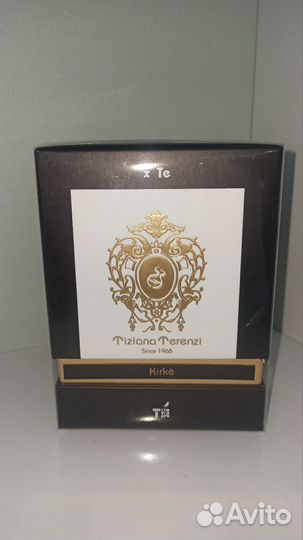 x Te
Tiziana Terenzi
Since 1968
Kirkè
Avito